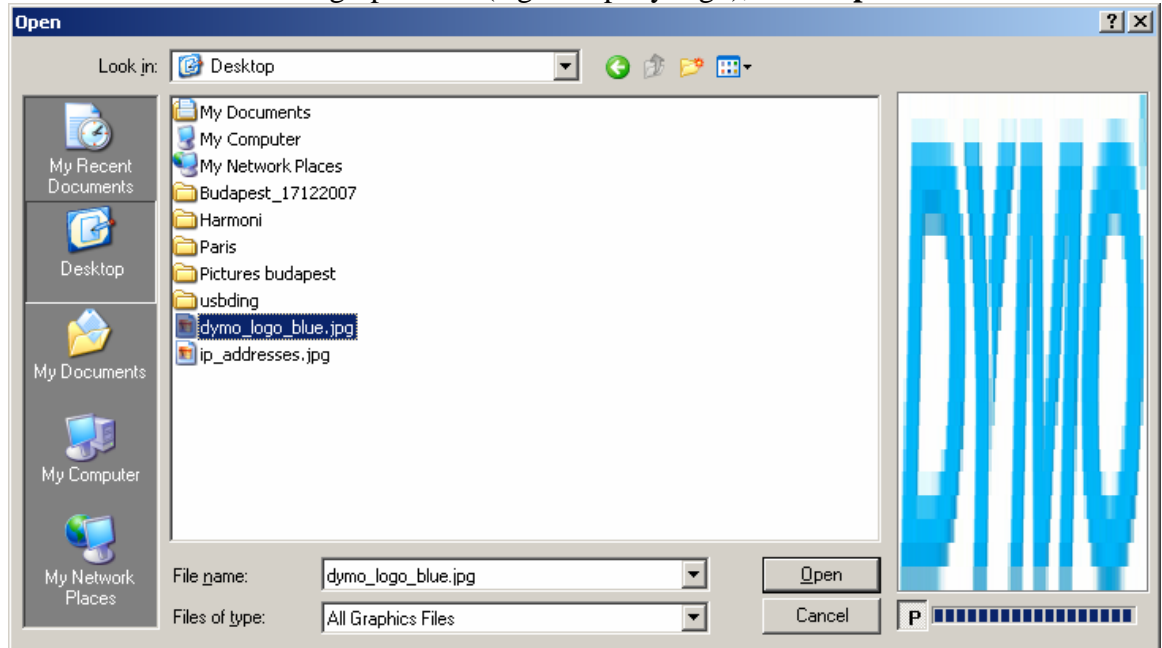 Open
Look in:
Desktop
My Recent
Documents
Desktop
My Documents
My Computer
My Network
Places
My Documents
My Computer
My Network Places
Budapest_17122007
Harmoni
Paris
Pictures budapest
usbding
dymo_logo_blue.jpg
ip_addresses.jpg
DYMO
File name:
dymo_logo_blue.jpg
Open
Files of type:
All Graphics Files
Cancel
P